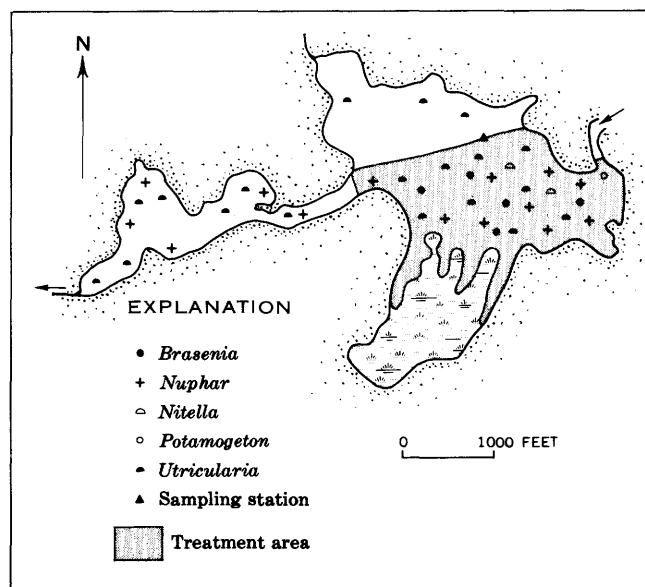 N
EXPLANATION
Brasenia
Nuphar
Nitella
Potamogeton
Utricularia
Sampling station
Treatment area
0 1000 FEET